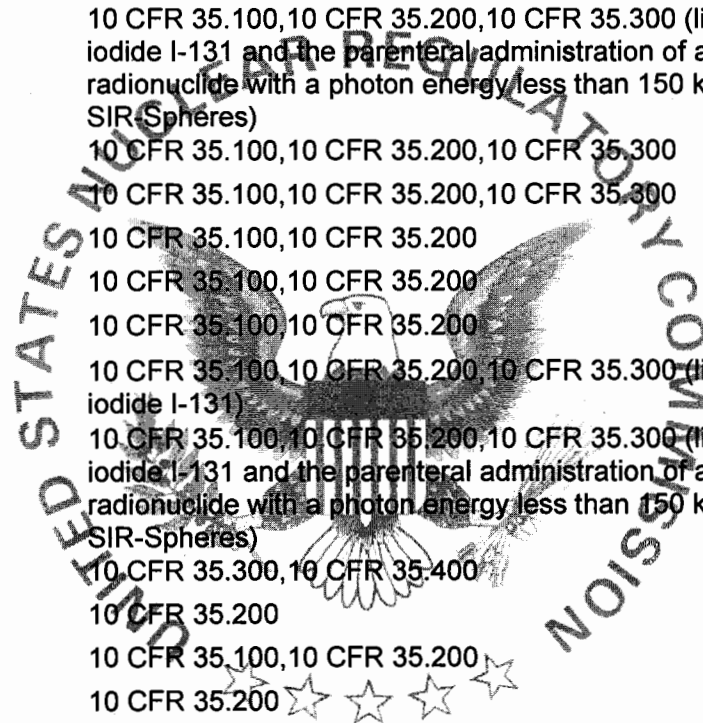 10 CFR 35.100,10 CFR 35.200,10 CFR 35.300 (li
iodide I-131 and the parenteral administration of a
radionuclide with a photon energy less than 150 k
SIR-Spheres)
10 CFR 35.100,10 CFR 35.200,10 CFR 35.300
10 CFR 35.100,10 CFR 35.200,10 CFR 35.300
10 CFR 35.100,10 CFR 35.200
10 CFR 35.100,10 CFR 35.200
10 CFR 35.100,10 CFR 35.200
10 CFR 35.100,10 CFR 35.200,10 CFR 35.300 (li
iodide I-131)
10 CFR 35.100,10 CFR 35.200,10 CFR 35.300 (li
iodide I-131 and the parenteral administration of a
radionuclide with a photon energy less than 150 k
SIR-Spheres)
10 CFR 35.300,10 CFR 35.400
10 CFR 35.200
10 CFR 35.100,10 CFR 35.200
10 CFR 35.200
UNITED STATES NUCLEAR REGULATORY COMMISSION